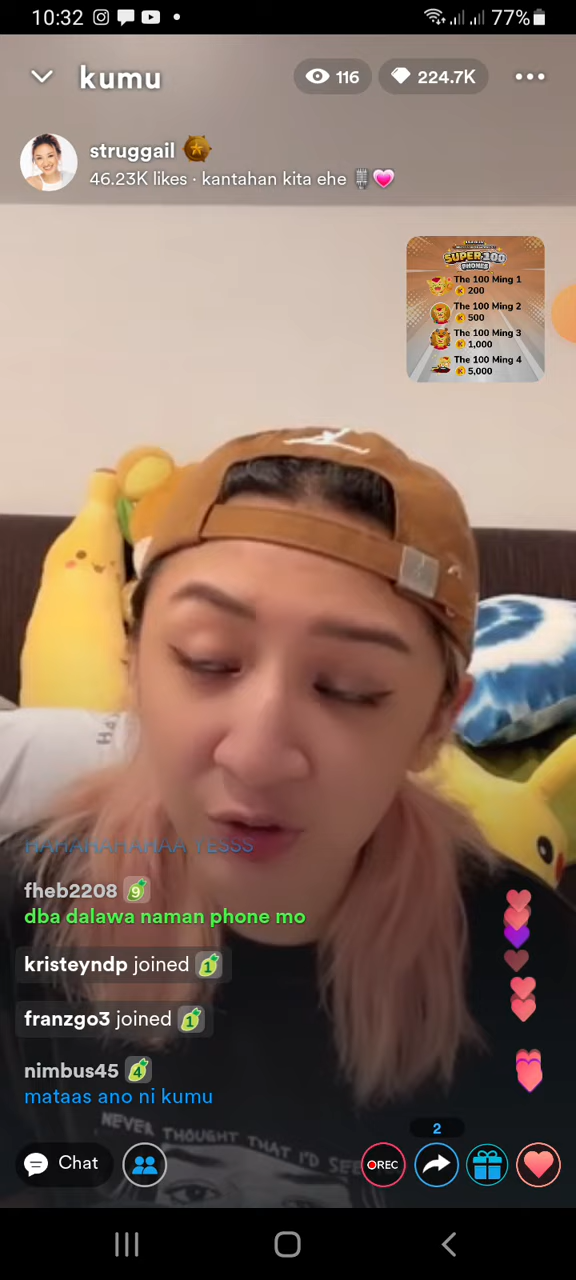 10:32
77%
kumu
116
224.7K
struggail
46.23K likes · kantahan kita ehe
SUPER 100
PHONES
The 100 Ming 1
200
The 100 Ming 2
500
The 100 Ming 3
1,000
The 100 Ming 4
5,000
HAHAHAHAHAA YESSS
fheb2208 9
dba dalawa naman phone mo
kristeyndp joined 1
franzgo3 joined 1
nimbus45 4
mataas ano ni kumu
NEVER THOUGHT THAT I'D SEE
2
Chat
REC